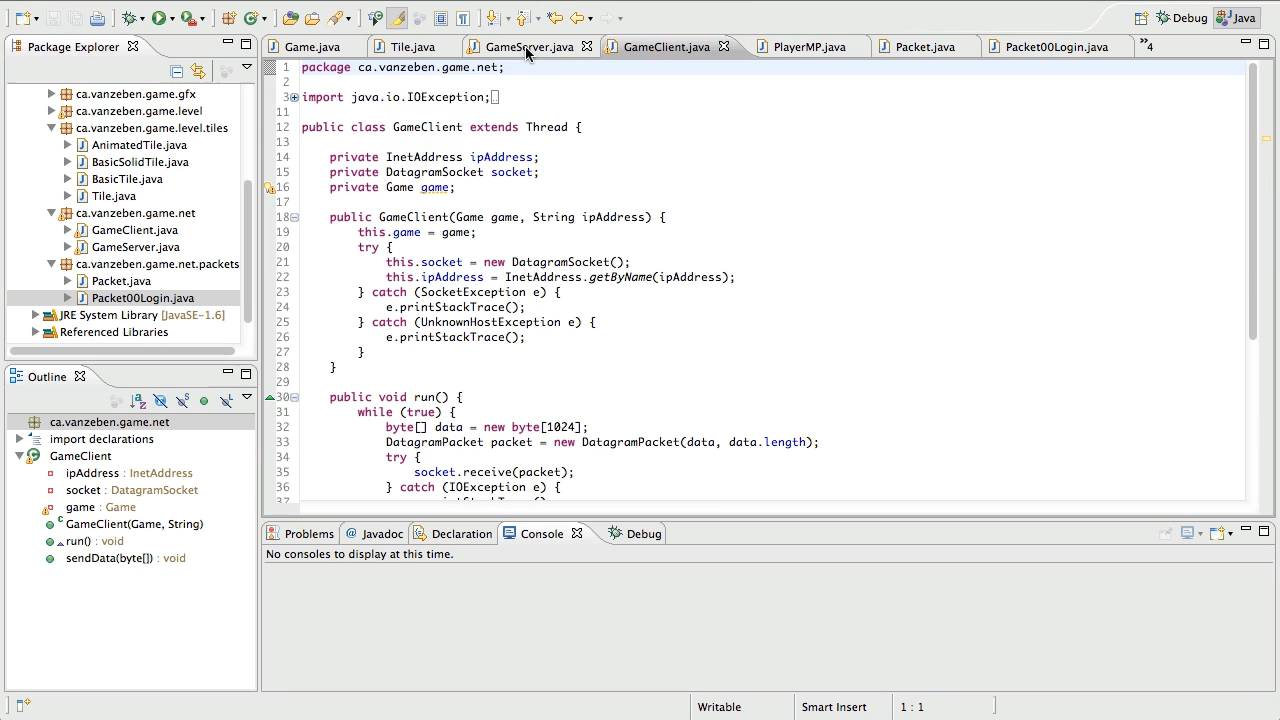 Debug
Java
Package Explorer
Game.java
Tile.java
GameServer.java
GameClient.java
PlayerMP.java
Packet.java
Packet00Login.java
»4
ca.vanzeben.game.gfx
ca.vanzeben.game.level
ca.vanzeben.game.level.tiles
AnimatedTile.java
BasicSolidTile.java
BasicTile.java
Tile.java
ca.vanzeben.game.net
GameClient.java
GameServer.java
ca.vanzeben.game.net.packets
Packet.java
Packet00Login.java
JRE System Library [JavaSE-1.6]
Referenced Libraries
Outline
ca.vanzeben.game.net
import declarations
GameClient
ipAddress : InetAddress
socket : DatagramSocket
game : Game
GameClient(Game, String)
run() : void
sendData(byte[]) : void
1 package ca.vanzeben.game.net;
2
3 import java.io.IOException;
11
12 public class GameClient extends Thread {
13
14 private InetAddress ipAddress;
15 private DatagramSocket socket;
16 private Game game;
17
18 public GameClient(Game game, String ipAddress) {
19 this.game = game;
20 try {
21 this.socket = new DatagramSocket();
22 this.ipAddress = InetAddress.getByName(ipAddress);
23 } catch (SocketException e) {
24 e.printStackTrace();
25 } catch (UnknownHostException e) {
26 e.printStackTrace();
27 }
28 }
29
30 public void run() {
31 while (true) {
32 byte[] data = new byte[1024];
33 DatagramPacket packet = new DatagramPacket(data, data.length);
34 try {
35 socket.receive(packet);
36 } catch (IOException e) {
37
Problems
@ Javadoc
Declaration
Console
Debug
No consoles to display at this time.
Writable
Smart Insert
1 : 1